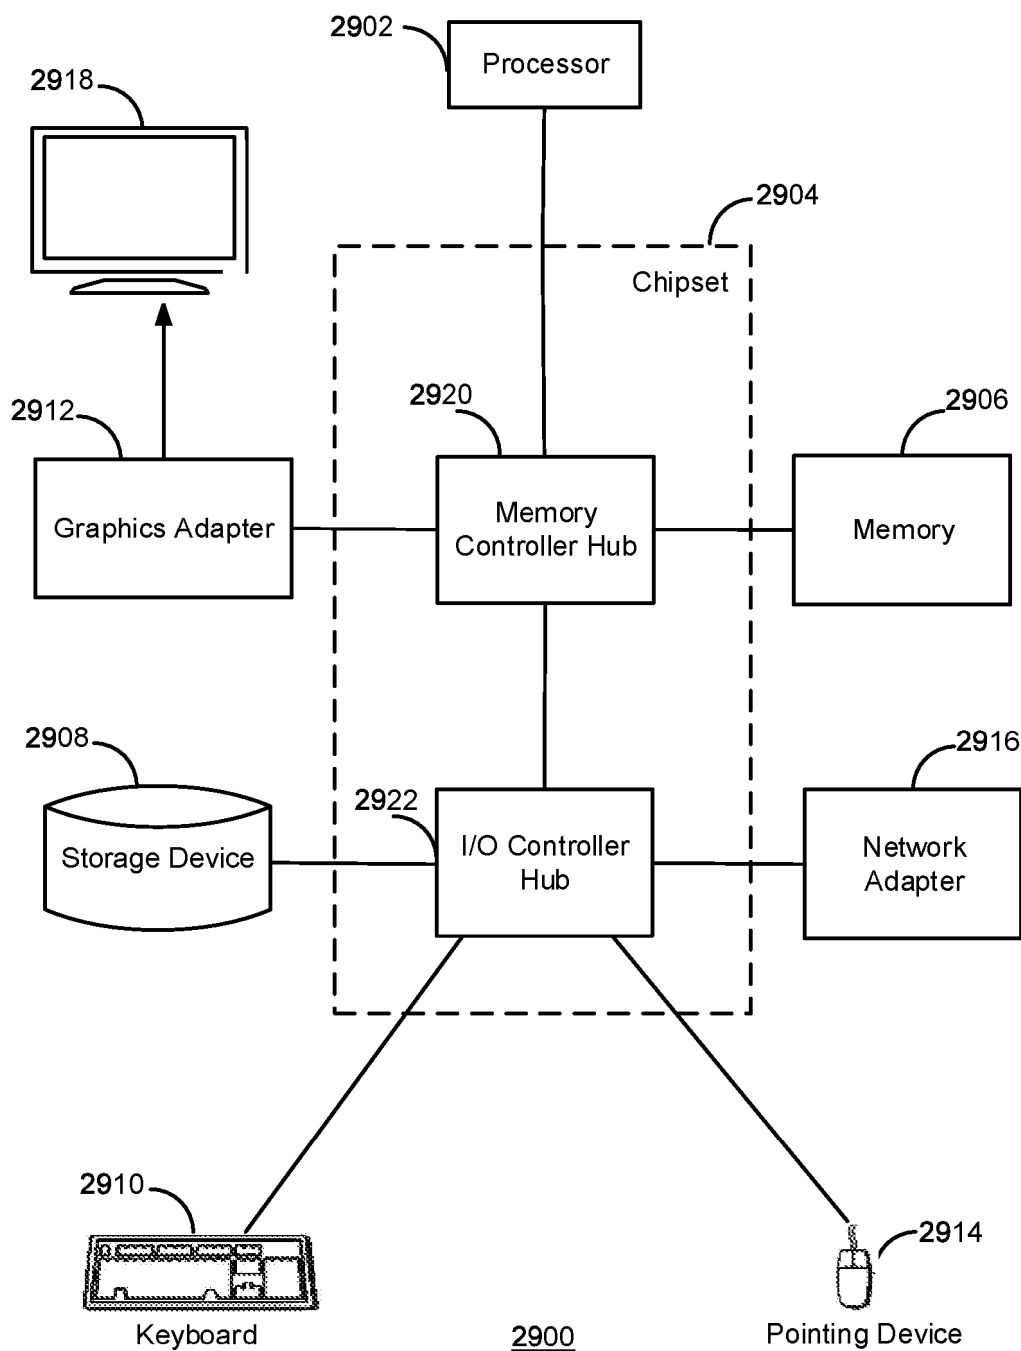 2902
Processor
2918
2904
Chipset
2912
2920
2906
Graphics Adapter
Memory
Controller Hub
Memory
2908
2922
2916
Storage Device
I/O Controller
Hub
Network
Adapter
2910
2914
Keyboard
2900
Pointing Device